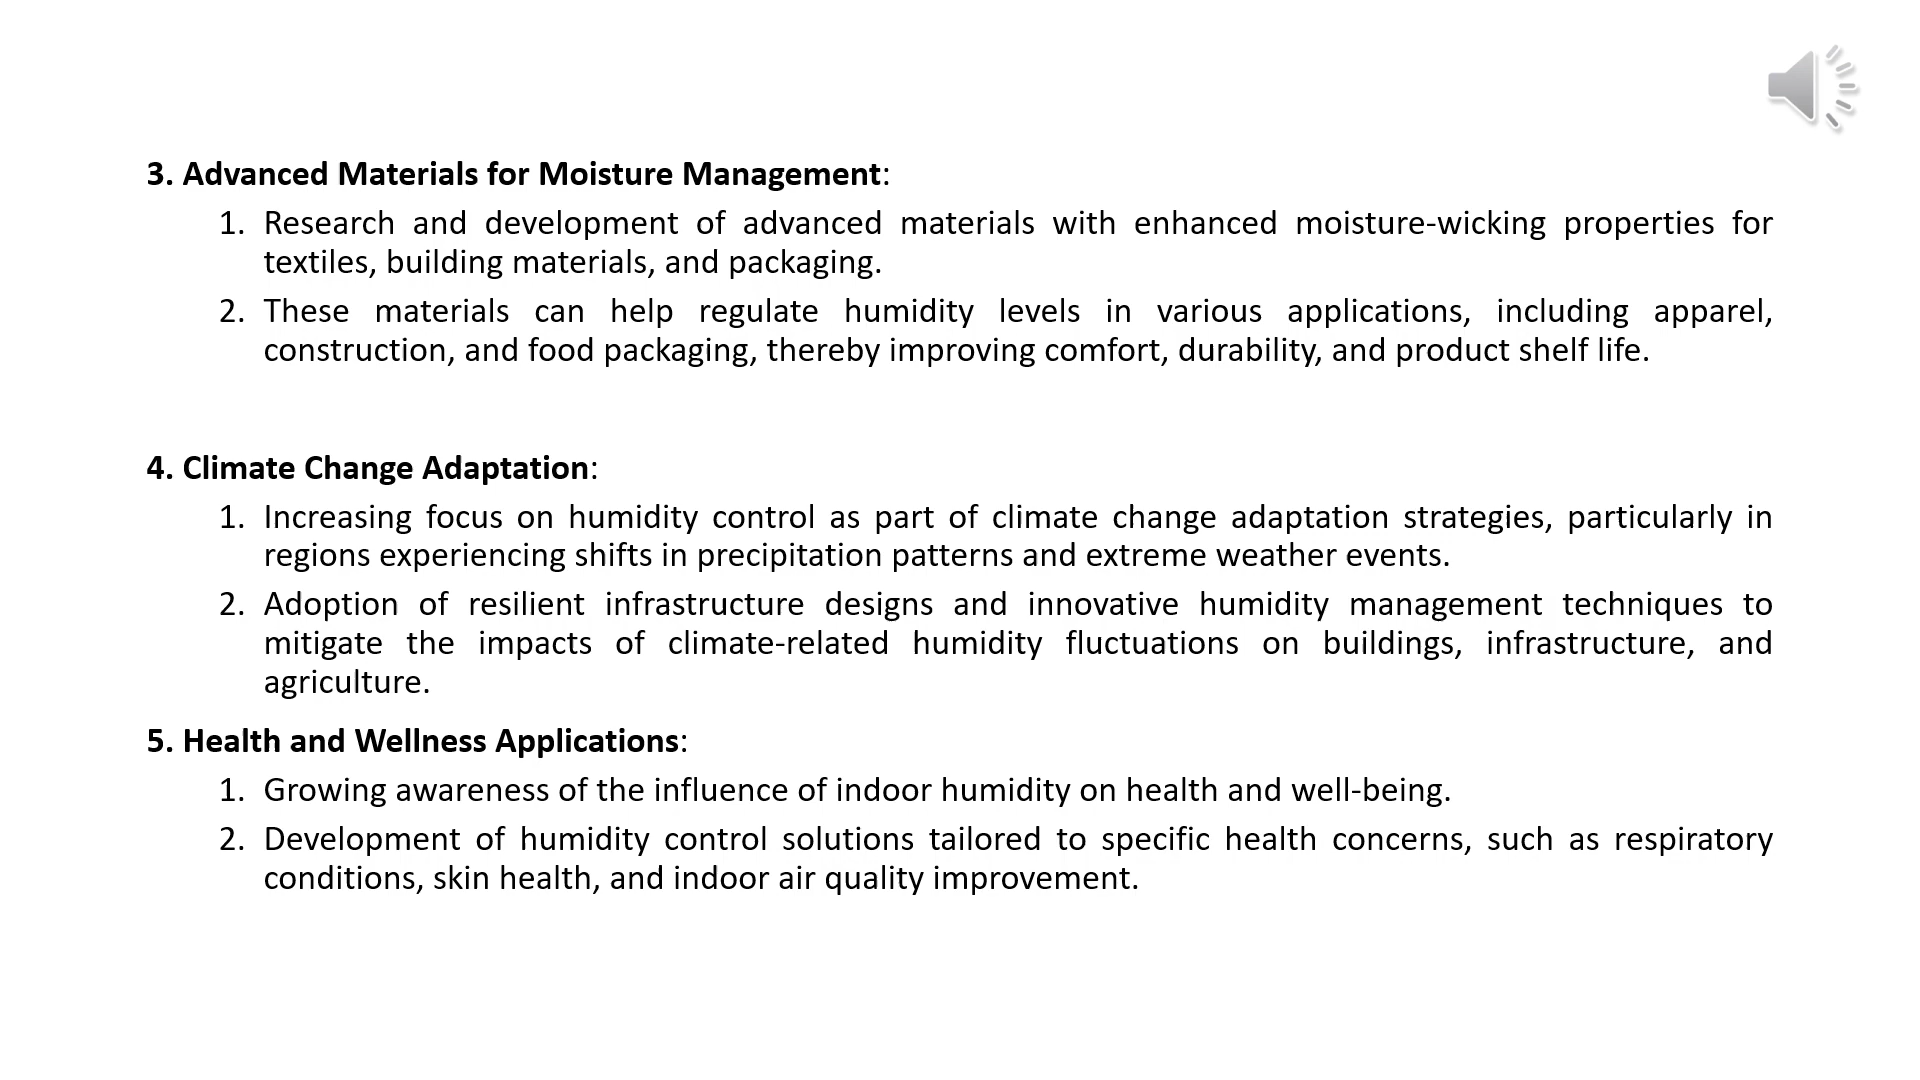 3. Advanced Materials for Moisture Management:
1. Research and development of advanced materials with enhanced moisture-wicking properties for
textiles, building materials, and packaging.
2. These materials can help regulate humidity levels in various applications, including apparel,
construction, and food packaging, thereby improving comfort, durability, and product shelf life.
4. Climate Change Adaptation:
1. Increasing focus on humidity control as part of climate change adaptation strategies, particularly in
regions experiencing shifts in precipitation patterns and extreme weather events.
2. Adoption of resilient infrastructure designs and innovative humidity management techniques to
mitigate the impacts of climate-related humidity fluctuations on buildings, infrastructure, and
agriculture.
5. Health and Wellness Applications:
1. Growing awareness of the influence of indoor humidity on health and well-being.
2. Development of humidity control solutions tailored to specific health concerns, such as respiratory
conditions, skin health, and indoor air quality improvement.